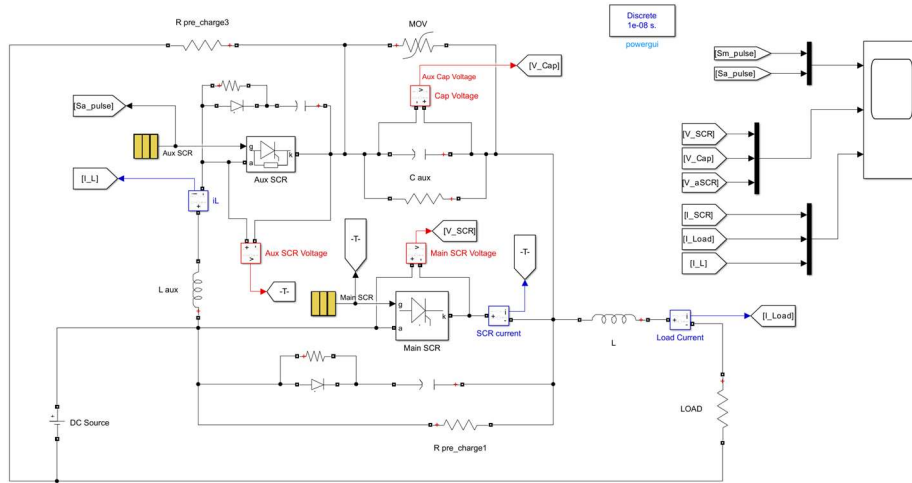 R pre_charge3
MOV
Discrete
1e-08 s.
powergui
[Sm_pulse]
[Sa_pulse]
Aux Cap Voltage
[V_Cap]
Cap Voltage
[Sa_pulse]
Aux SCR
g
a
k
Aux SCR
C aux
[V_SCR]
[V_Cap]
[V_aSCR]
[I_L]
iL
[I_SCR]
[I_Load]
[I_L]
-T-
[V_SCR]
-T-
Aux SCR Voltage
Main SCR Voltage
-T-
L aux
Main SCR
g
a
k
Main SCR
SCR current
L
Load Current
[I_Load]
DC Source
LOAD
R pre_charge1